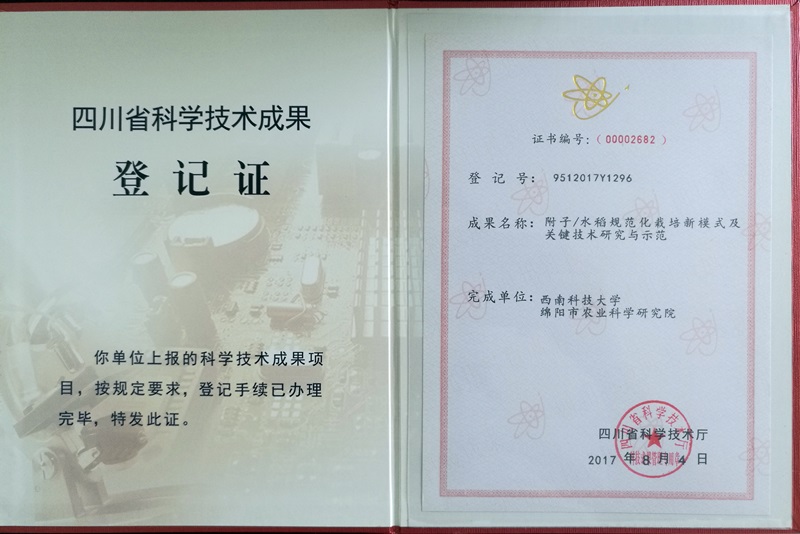 四川省科学技术成果
登记证
你单位上报的科学技术成果项
目，按规定要求，登记手续已办理
完毕，特发此证。
证书编号：（00002682）
登 记 号： 9512017Y1296
成果名称：附子/水稻规范化栽培新模式及
关键技术研究与示范
完成单位：西南科技大学
绵阳市农业科学研究院
四川省科学技术厅
2017 年 8 月 4 日